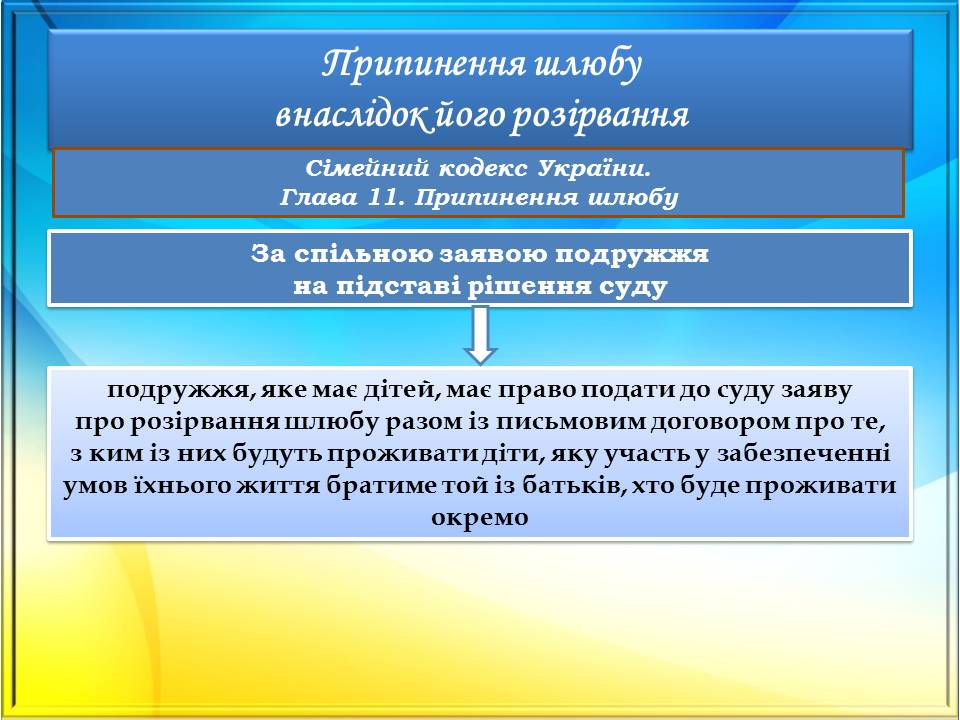 Припинення шлюбу
внаслідок його розірвання
Сімейний кодекс України.
Глава 11. Припинення шлюбу
За спільною заявою подружжя
на підставі рішення суду
подружжя, яке має дітей, має право подати до суду заяву
про розірвання шлюбу разом із письмовим договором про те,
з ким із них будуть проживати діти, яку участь у забезпеченні
умов їхнього життя братиме той із батьків, хто буде проживати
окремо